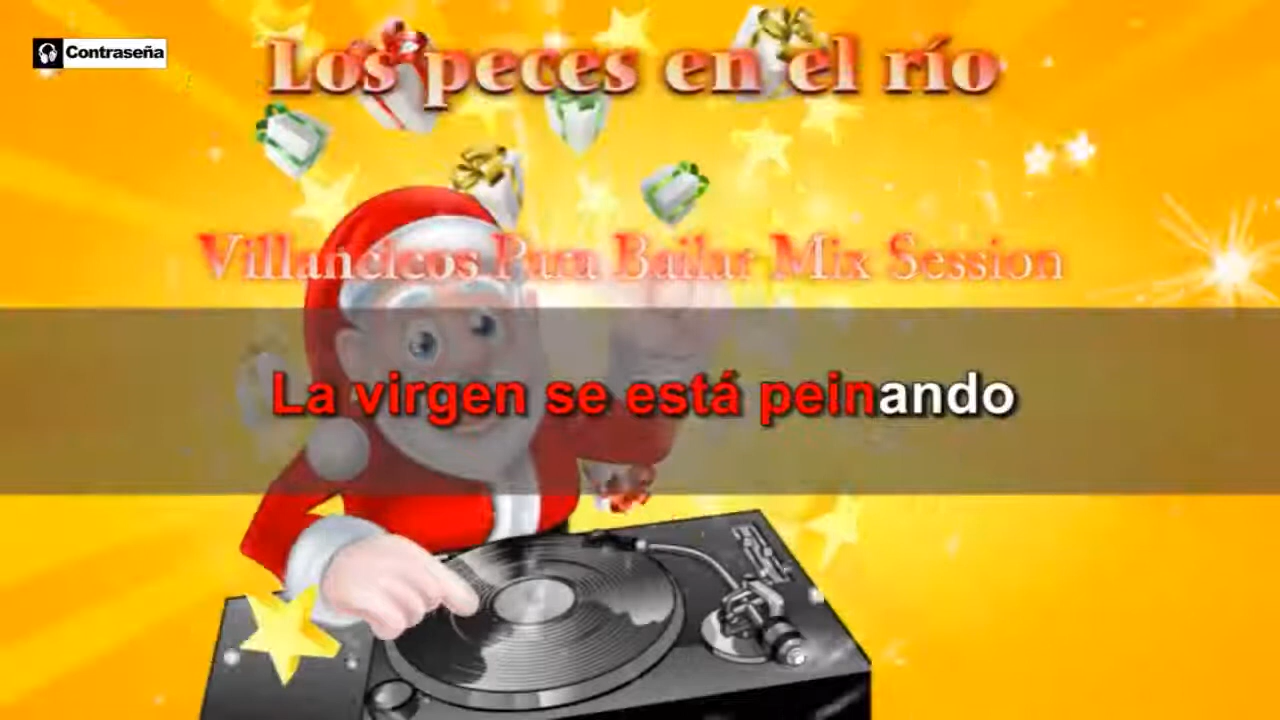 Contraseña
Los peces en el río
Villancicos Para Bailar Mix Session
La virgen se está peinando